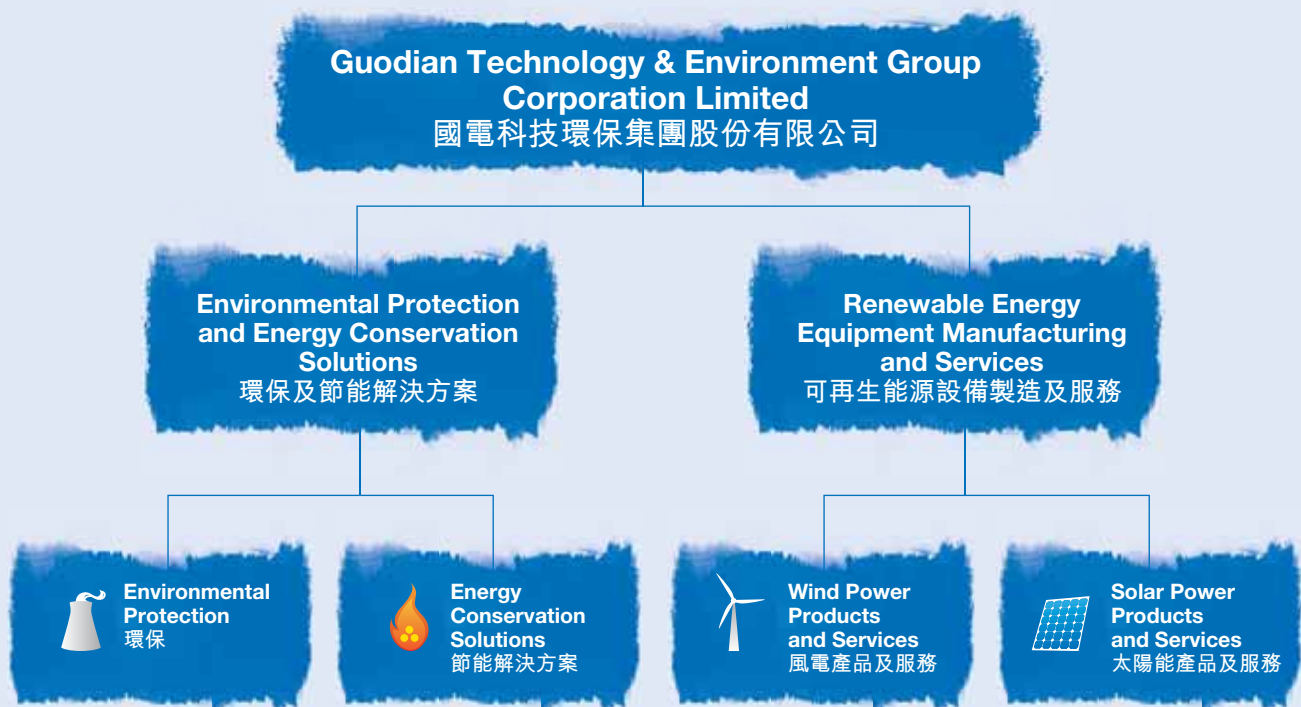 Guodian Technology & Environment Group
Corporation Limited
國電科技環保集團股份有限公司
Environmental Protection
and Energy Conservation
Solutions
環保及節能解決方案
Renewable Energy
Equipment Manufacturing
and Services
可再生能源設備製造及服務
Environmental
Protection
環保
Energy
Conservation
Solutions
節能解決方案
Wind Power
Products
and Services
風電產品及服務
Solar Power
Products
and Services
太陽能產品及服務